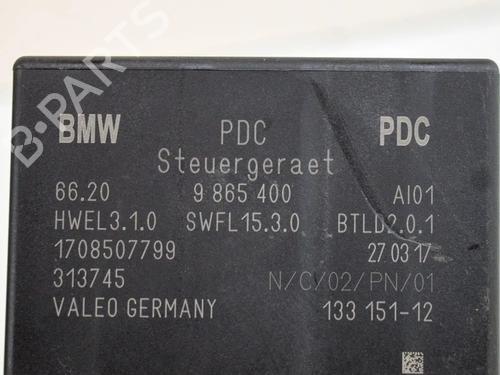 BMW PDC PDC
Steuergeraet
66.20 9 865 400 AI01
HWEL3.1.0 SWFL15.3.0 BTLD2.0.1
1708507799 27 03 17
313745 N/C/02/PN/01
VALEO GERMANY 133 151-12
B-PARTS